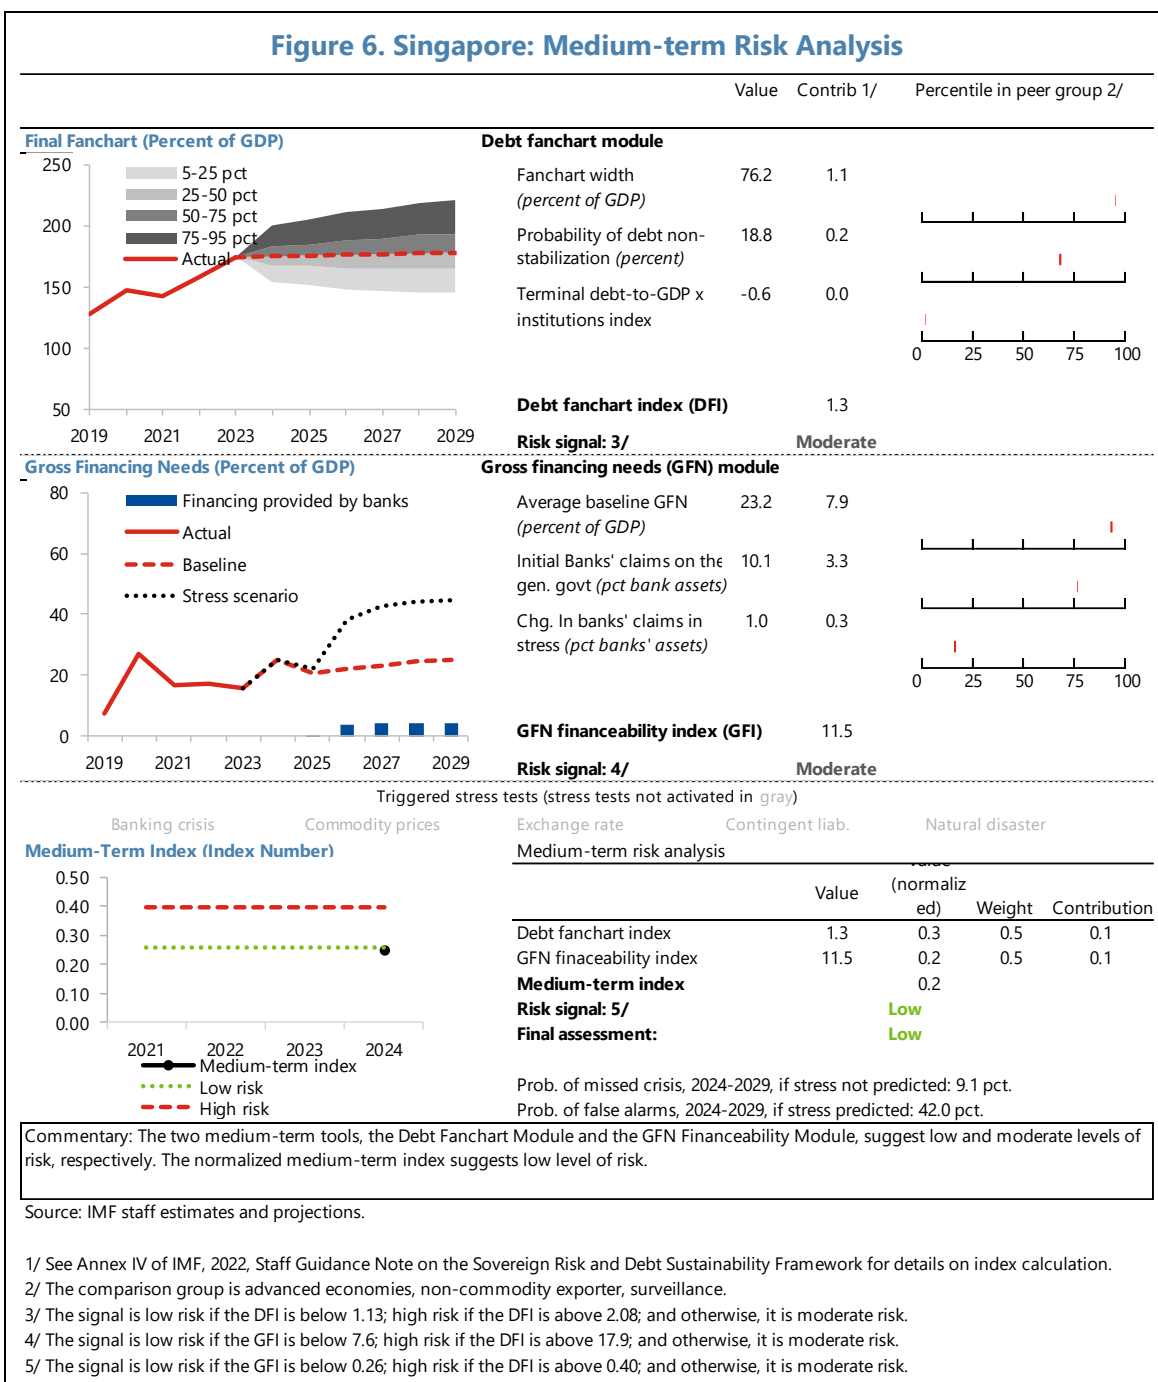 Figure 6. Singapore: Medium-term Risk Analysis
Value Contrib 1/ Percentile in peer group 2/
Final Fanchart (Percent of GDP)
250
200
150
100
50
5-25 pct
25-50 pct
50-75 pct
75-95 pct
Actual
2019 2021 2023 2025 2027 2029
Debt fanchart module
Fanchart width 76.2 1.1
(percent of GDP)
Probability of debt non- 18.8 0.2
stabilization (percent)
Terminal debt-to-GDP x -0.6 0.0
institutions index
0 25 50 75 100
Debt fanchart index (DFI) 1.3
Risk signal: 3/ Moderate
Gross Financing Needs (Percent of GDP)
80
60
40
20
0
Financing provided by banks
Actual
Baseline
Stress scenario
2019 2021 2023 2025 2027 2029
Gross financing needs (GFN) module
Average baseline GFN 23.2 7.9
(percent of GDP)
Initial Banks' claims on the 10.1 3.3
gen. govt (pct bank assets)
Chg. In banks' claims in 1.0 0.3
stress (pct banks' assets)
0 25 50 75 100
GFN financeability index (GFI) 11.5
Risk signal: 4/ Moderate
Triggered stress tests (stress tests not activated in gray)
Banking crisis Commodity prices Exchange rate Contingent liab. Natural disaster
Medium-Term Index (Index Number)
0.50
0.40
0.30
0.20
0.10
0.00
2021 2022 2023 2024
Medium-term index
Low risk
High risk
Medium-term risk analysis
Value (normaliz
ed) Weight Contribution
Debt fanchart index 1.3 0.3 0.5 0.1
GFN finaceability index 11.5 0.2 0.5 0.1
Medium-term index 0.2
Risk signal: 5/ Low
Final assessment: Low
Prob. of missed crisis, 2024-2029, if stress not predicted: 9.1 pct.
Prob. of false alarms, 2024-2029, if stress predicted: 42.0 pct.
Commentary: The two medium-term tools, the Debt Fanchart Module and the GFN Financeability Module, suggest low and moderate levels of
risk, respectively. The normalized medium-term index suggests low level of risk.
Source: IMF staff estimates and projections.
1/ See Annex IV of IMF, 2022, Staff Guidance Note on the Sovereign Risk and Debt Sustainability Framework for details on index calculation.
2/ The comparison group is advanced economies, non-commodity exporter, surveillance.
3/ The signal is low risk if the DFI is below 1.13; high risk if the DFI is above 2.08; and otherwise, it is moderate risk.
4/ The signal is low risk if the GFI is below 7.6; high risk if the DFI is above 17.9; and otherwise, it is moderate risk.
5/ The signal is low risk if the GFI is below 0.26; high risk if the DFI is above 0.40; and otherwise, it is moderate risk.